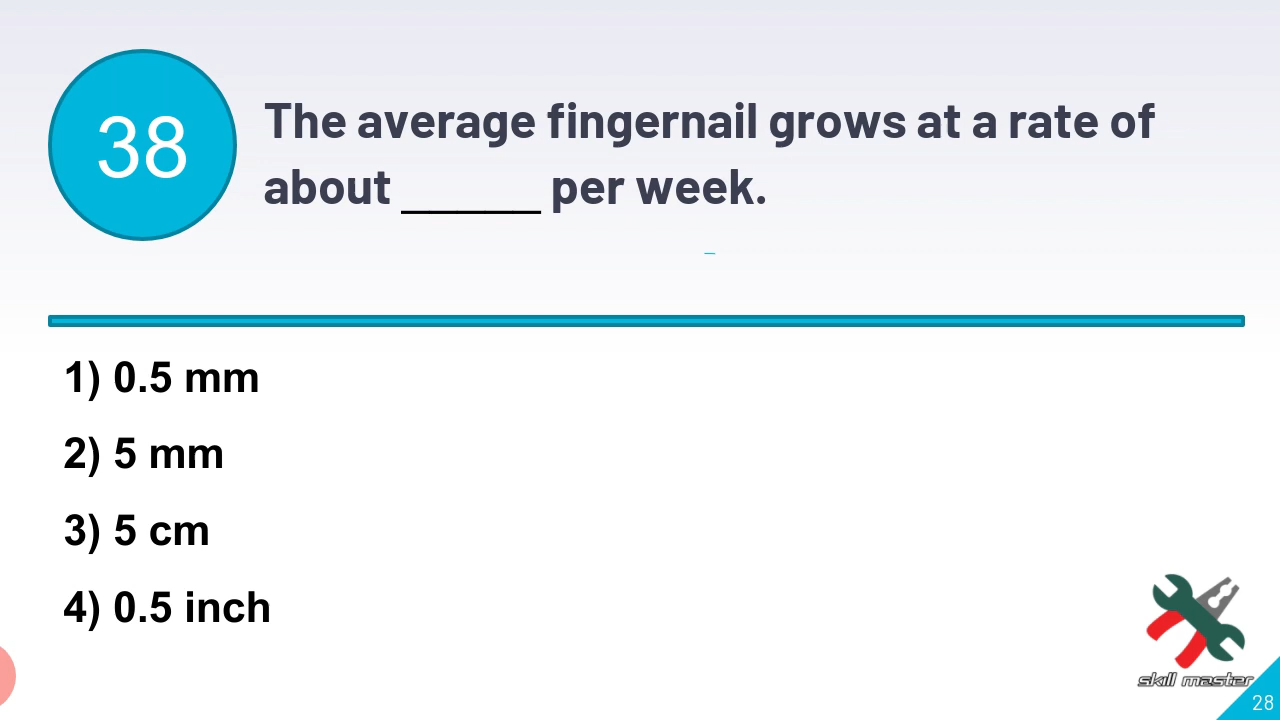 38
The average fingernail grows at a rate of
about _____ per week.
1) 0.5 mm
2) 5 mm
3) 5 cm
4) 0.5 inch
skill master
28